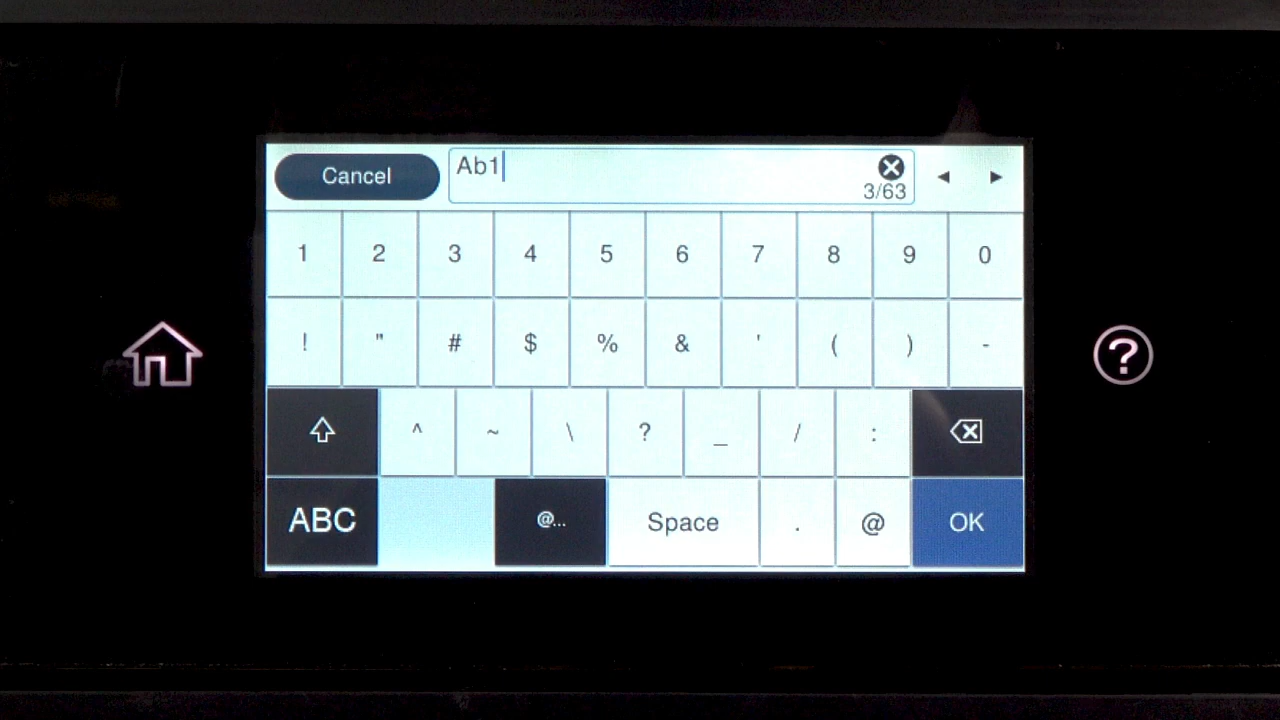 Cancel Ab1 3/63
1 2 3 4 5 6 7 8 9 0
! " # $ % & ' ( ) -
^ ~ \ ? _ / :
ABC @... Space . @ OK
?